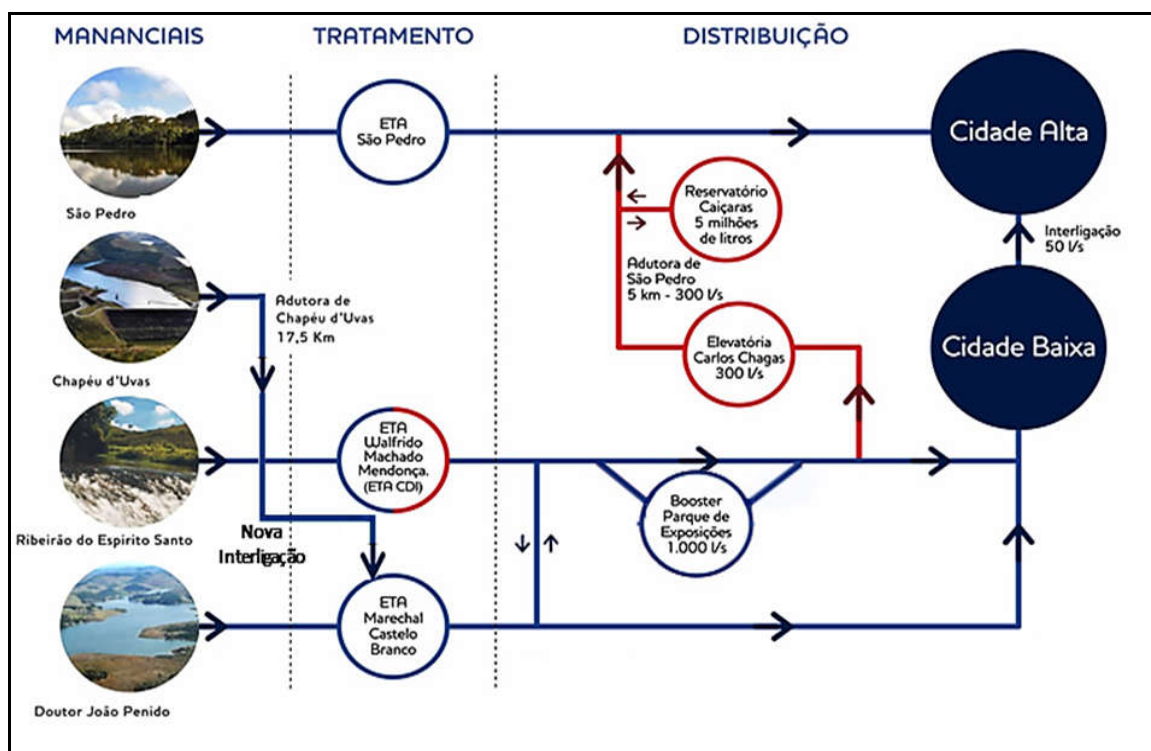 MANANCIAIS
TRATAMENTO
DISTRIBUIÇÃO
São Pedro
ETA
São Pedro
Cidade Alta
Reservatório
Caiçaras
5 milhões
de litros
Interligação
50 l/s
Chapéu d'Uvas
Adutora de
Chapéu d'Uvas
17,5 Km
Adutora de
São Pedro
5 km - 300 l/s
Elevatória
Carlos Chagas
300 l/s
Cidade Baixa
Ribeirão do Espirito Santo
Nova
Interligação
ETA
Walfrido
Machado
Mendonça.
(ETA CDI)
Booster
Parque de
Exposições
1.000 l/s
Doutor João Penido
ETA
Marechal
Castelo
Branco